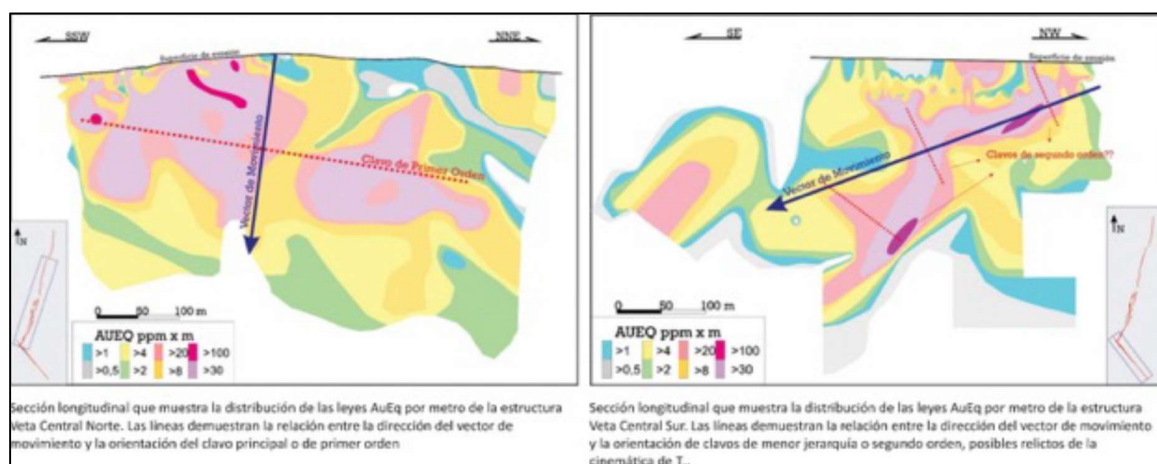 SSW
NNE
Superficie de erosión
Clavo de Primer Orden
Vector de Movimiento
N
0 50 100 m
AUEQ ppm x m
>1 >4 >20 >100
>0,5 >2 >8 >30
Sección longitudinal que muestra la distribución de las leyes AuEq por metro de la estructura
Veta Central Norte. Las líneas demuestran la relación entre la dirección del vector de
movimiento y la orientación del clavo principal o de primer orden
SE
NW
Superficie de erosión
Clavos de segundo orden??
Vector de Movimiento
N
0 50 100 m
AUEQ ppm x m
>1 >4 >20 >100
>0,5 >2 >8 >30
Sección longitudinal que muestra la distribución de las leyes AuEq por metro de la estructura
Veta Central Sur. Las líneas demuestran la relación entre la dirección del vector de movimiento
y la orientación de clavos de menor jerarquía o segundo orden, posibles relictos de la
cinemática de T..